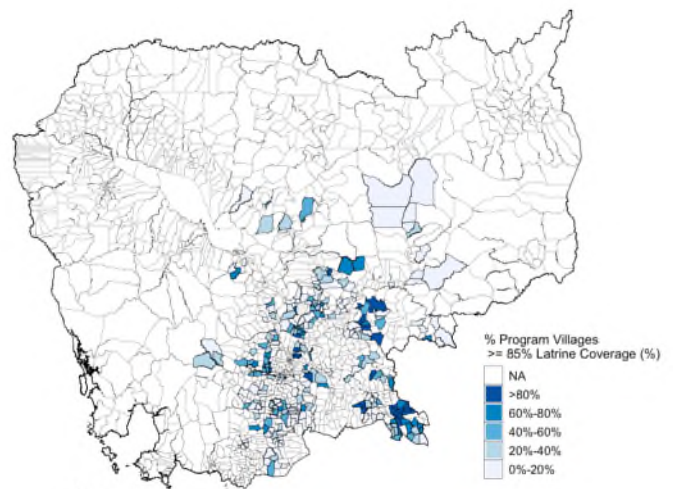 % Program Villages
>= 85% Latrine Coverage (%)
NA
>80%
60%-80%
40%-60%
20%-40%
0%-20%